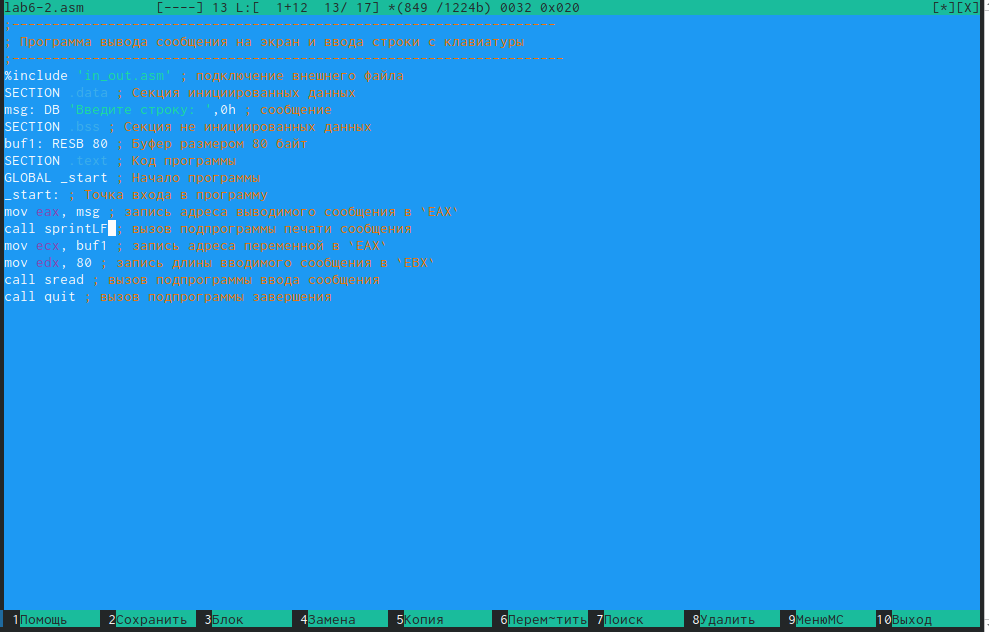 lab6-2.asm [----] 13 L:[ 1+12 13/ 17] *(849 /1224b) 0032 0x020 [*][X]
;--------------------------------------------------------------------
; Программа вывода сообщения на экран и ввода строки с клавиатуры
;---------------------------------------------------------------------
%include 'in_out.asm' ; подключение внешнего файла
SECTION .data ; Секция инициированных данных
msg: DB 'Введите строку: ',0h ; сообщение
SECTION .bss ; Секция не инициированных данных
buf1: RESB 80 ; Буфер размером 80 байт
SECTION .text ; Код программы
GLOBAL _start ; Начало программы
_start: ; Точка входа в программу
mov eax, msg ; запись адреса выводимого сообщения в `EAX`
call sprintLF ; вызов подпрограммы печати сообщения
mov ecx, buf1 ; запись адреса переменной в `EAX`
mov edx, 80 ; запись длины вводимого сообщения в `EBX`
call sread ; вызов подпрограммы ввода сообщения
call quit ; вызов подпрограммы завершения
1Помощь 2Сохранить 3Блок 4Замена 5Копия 6Перем~тить 7Поиск 8Удалить 9МенюMC 10Выход